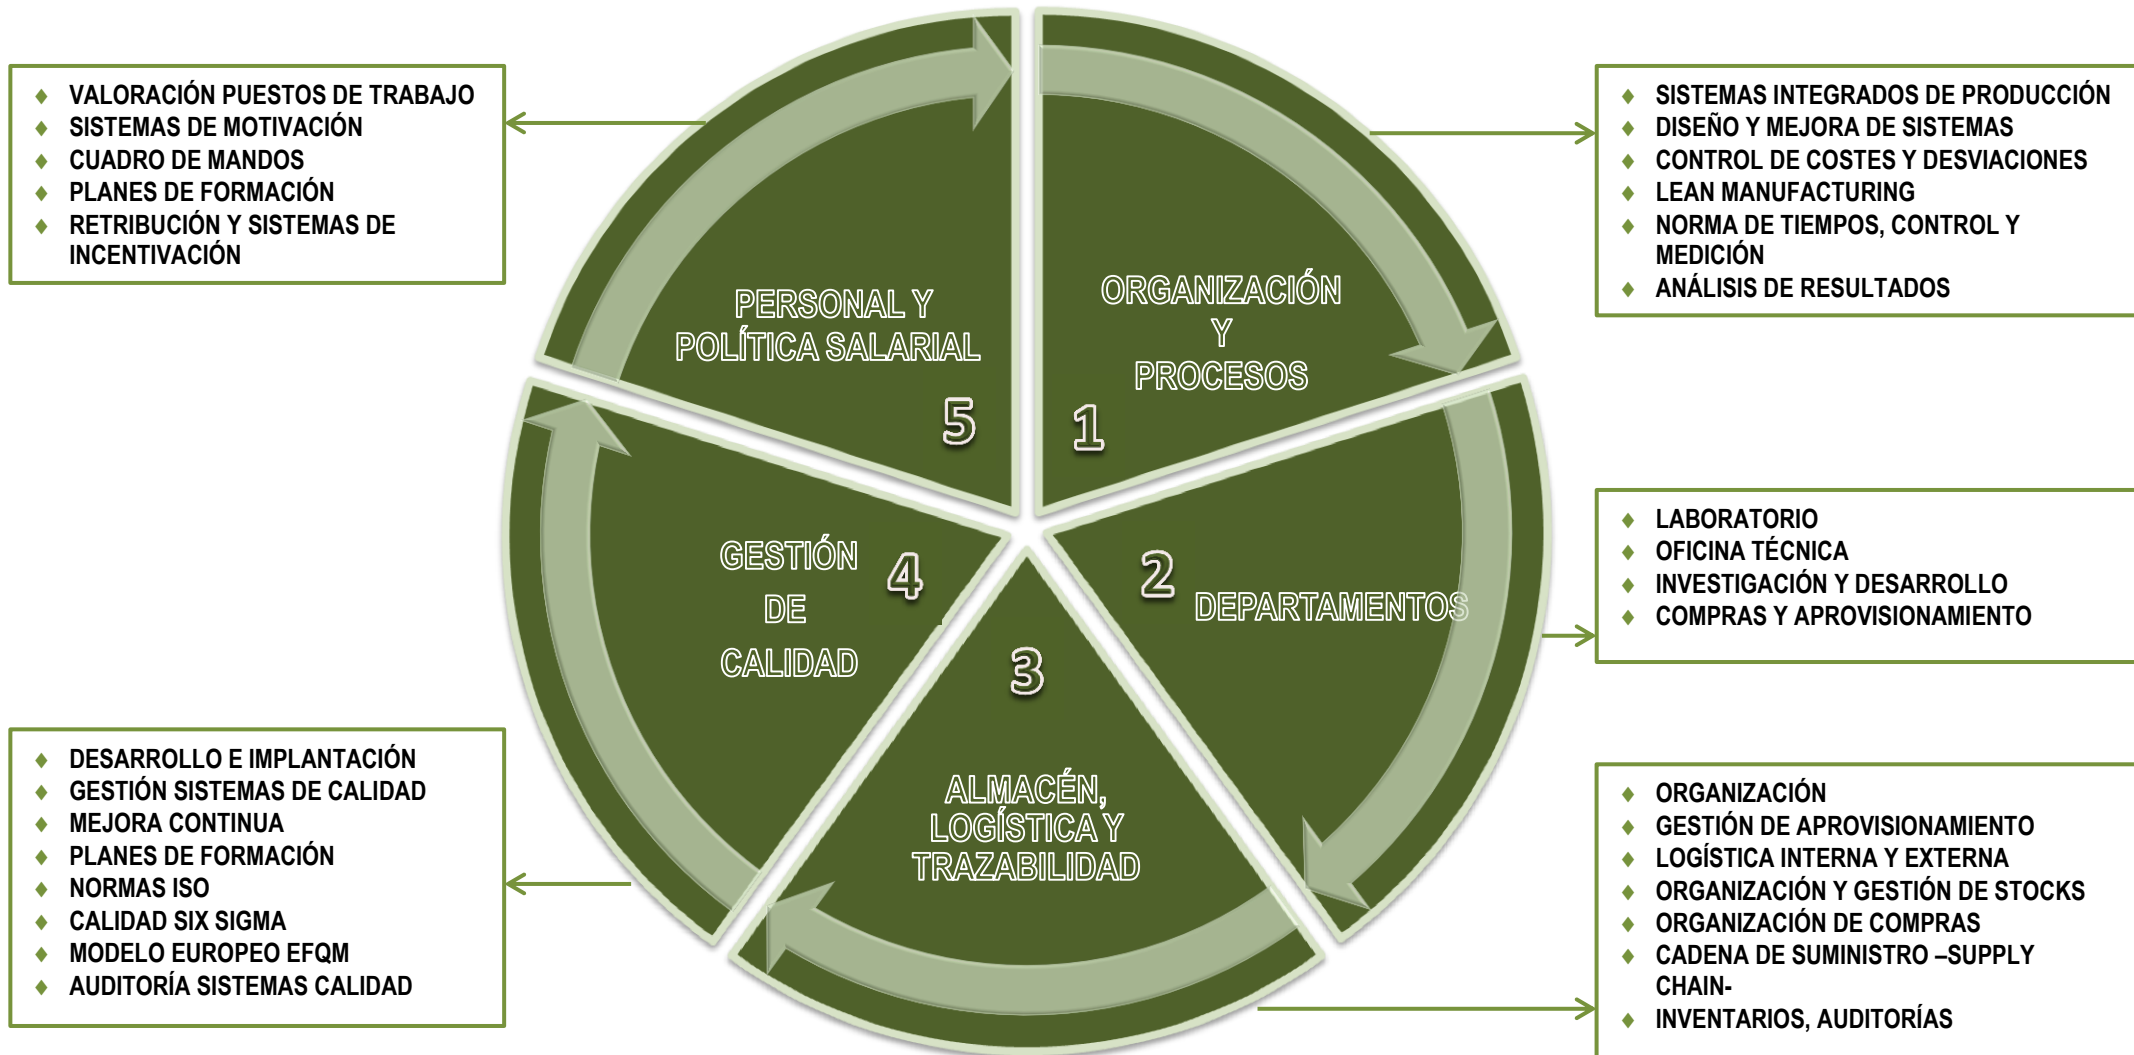 VALORACIÓN PUESTOS DE TRABAJO
SISTEMAS DE MOTIVACIÓN
CUADRO DE MANDOS
PLANES DE FORMACIÓN
RETRIBUCIÓN Y SISTEMAS DE
INCENTIVACIÓN
SISTEMAS INTEGRADOS DE PRODUCCIÓN
DISEÑO Y MEJORA DE SISTEMAS
CONTROL DE COSTES Y DESVIACIONES
LEAN MANUFACTURING
NORMA DE TIEMPOS, CONTROL Y
MEDICIÓN
ANÁLISIS DE RESULTADOS
PERSONAL Y
POLÍTICA SALARIAL
5
ORGANIZACIÓN
Y
PROCESOS
1
GESTIÓN
DE
CALIDAD
4
2
DEPARTAMENTOS
3
ALMACÉN,
LOGÍSTICA Y
TRAZABILIDAD
LABORATORIO
OFICINA TÉCNICA
INVESTIGACIÓN Y DESARROLLO
COMPRAS Y APROVISIONAMIENTO
DESARROLLO E IMPLANTACIÓN
GESTIÓN SISTEMAS DE CALIDAD
MEJORA CONTINUA
PLANES DE FORMACIÓN
NORMAS ISO
CALIDAD SIX SIGMA
MODELO EUROPEO EFQM
AUDITORÍA SISTEMAS CALIDAD
ORGANIZACIÓN
GESTIÓN DE APROVISIONAMIENTO
LOGÍSTICA INTERNA Y EXTERNA
ORGANIZACIÓN Y GESTIÓN DE STOCKS
ORGANIZACIÓN DE COMPRAS
CADENA DE SUMINISTRO –SUPPLY
CHAIN-
INVENTARIOS, AUDITORÍAS